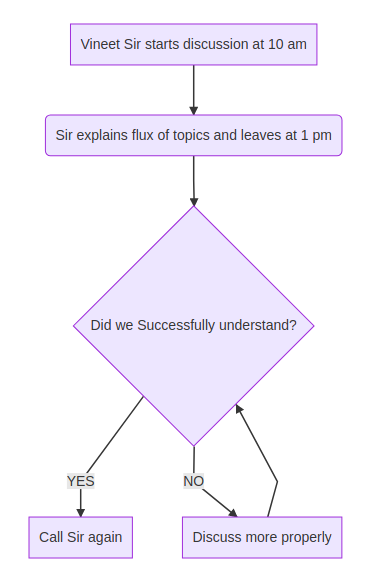 Vineet Sir starts discussion at 10 am
Sir explains flux of topics and leaves at 1 pm
Did we Successfully understand?
YES
NO
Call Sir again
Discuss more properly